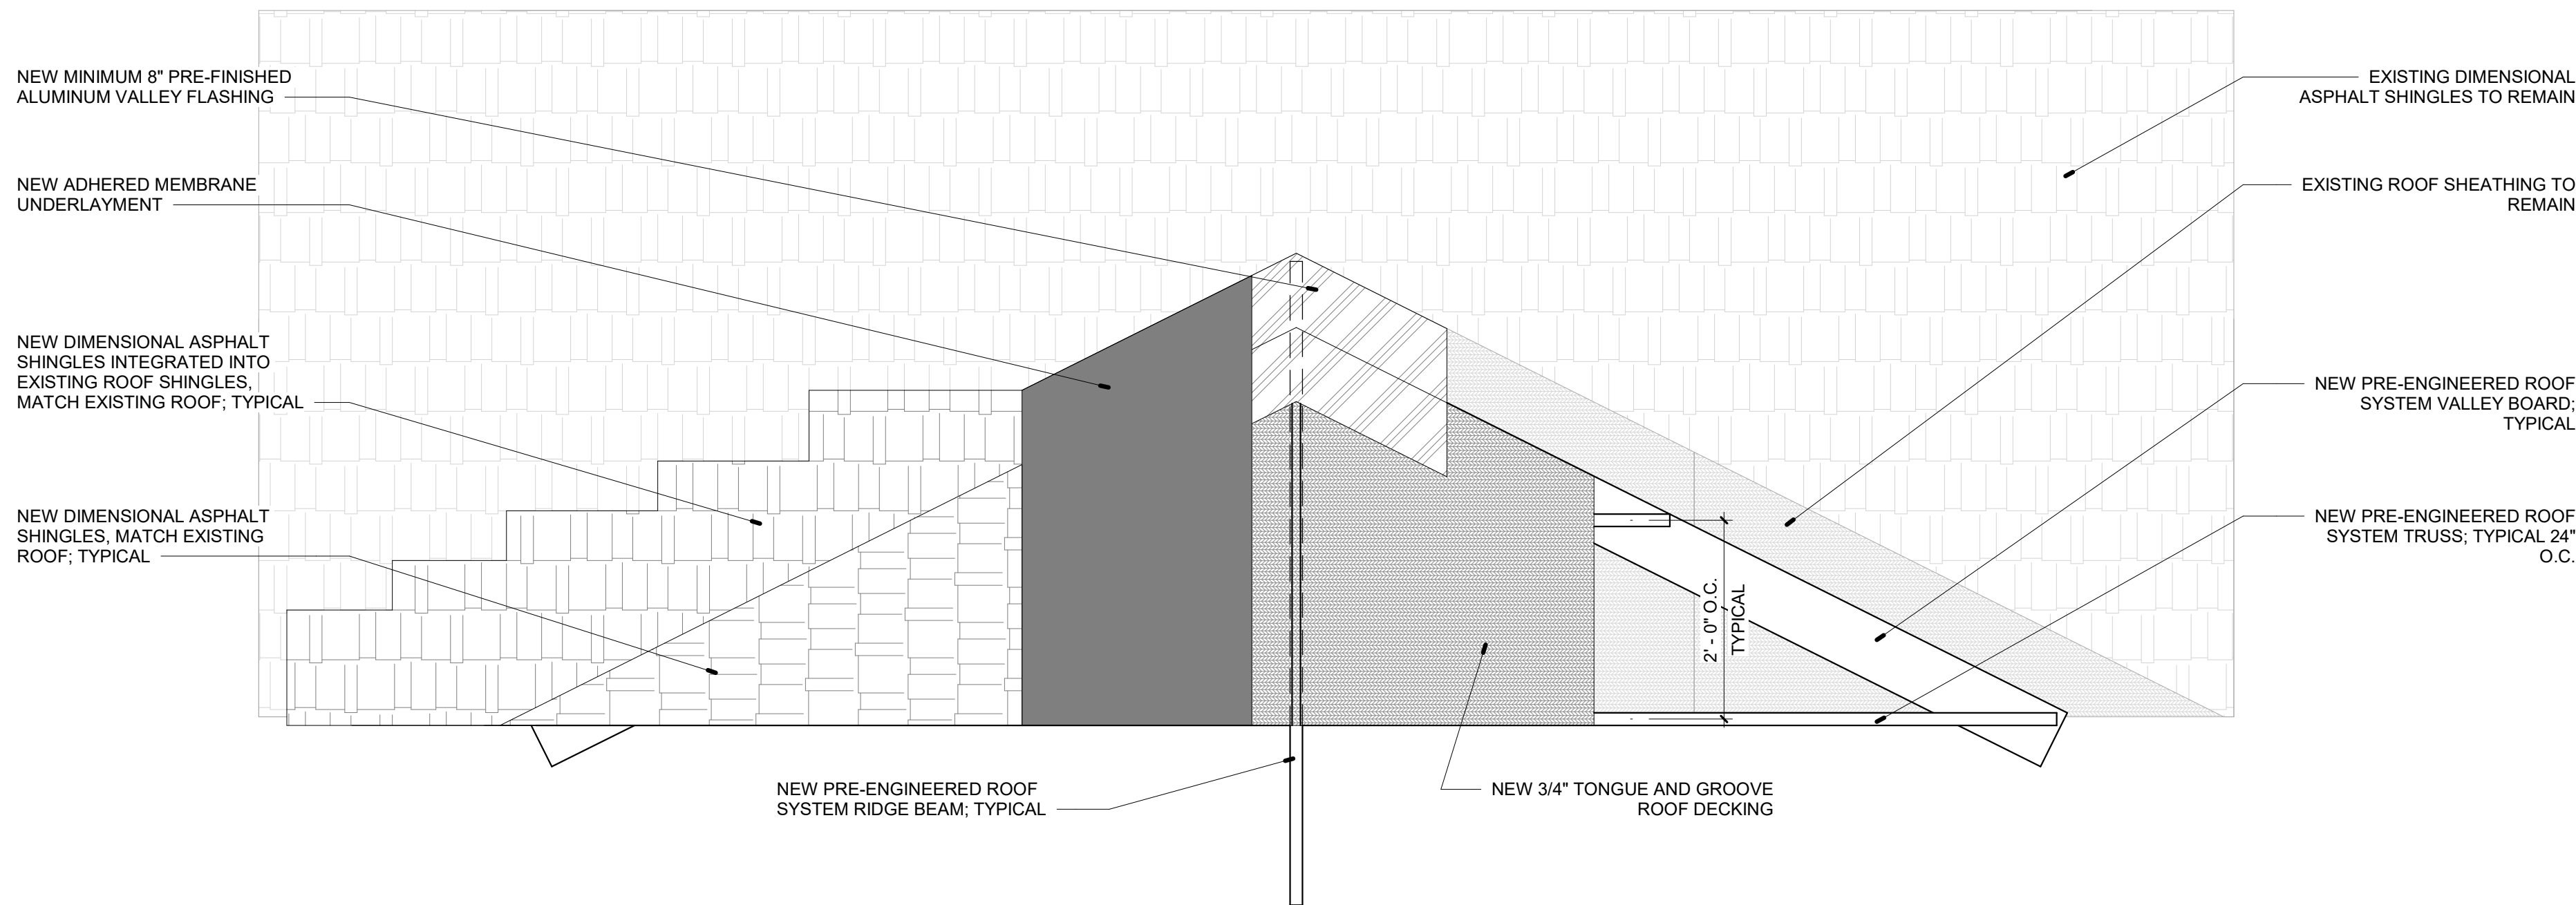 NEW MINIMUM 8" PRE-FINISHED
ALUMINUM VALLEY FLASHING
NEW ADHERED MEMBRANE
UNDERLAYMENT
NEW DIMENSIONAL ASPHALT
SHINGLES INTEGRATED INTO
EXISTING ROOF SHINGLES,
MATCH EXISTING ROOF; TYPICAL
NEW DIMENSIONAL ASPHALT
SHINGLES, MATCH EXISTING
ROOF; TYPICAL
NEW PRE-ENGINEERED ROOF
SYSTEM RIDGE BEAM; TYPICAL
NEW 3/4" TONGUE AND GROOVE
ROOF DECKING
2' - 0" O.C.
TYPICAL
EXISTING DIMENSIONAL
ASPHALT SHINGLES TO REMAIN
EXISTING ROOF SHEATHING TO
REMAIN
NEW PRE-ENGINEERED ROOF
SYSTEM VALLEY BOARD;
TYPICAL
NEW PRE-ENGINEERED ROOF
SYSTEM TRUSS; TYPICAL 24"
O.C.